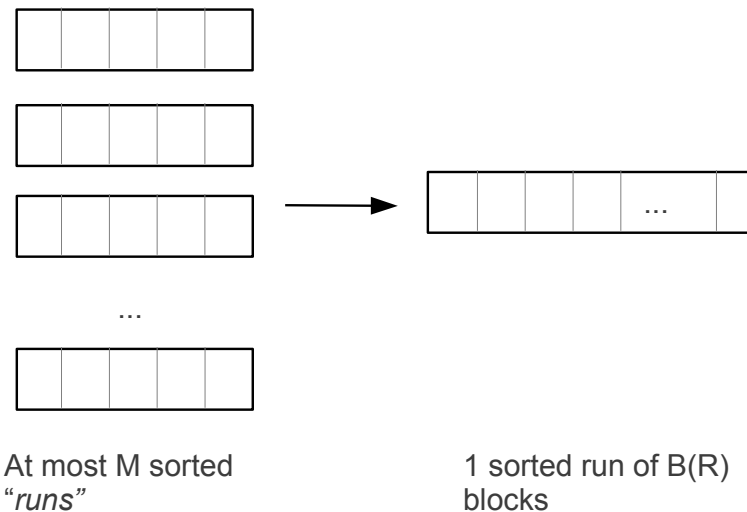 ...
...
At most M sorted
“runs”
1 sorted run of B(R)
blocks